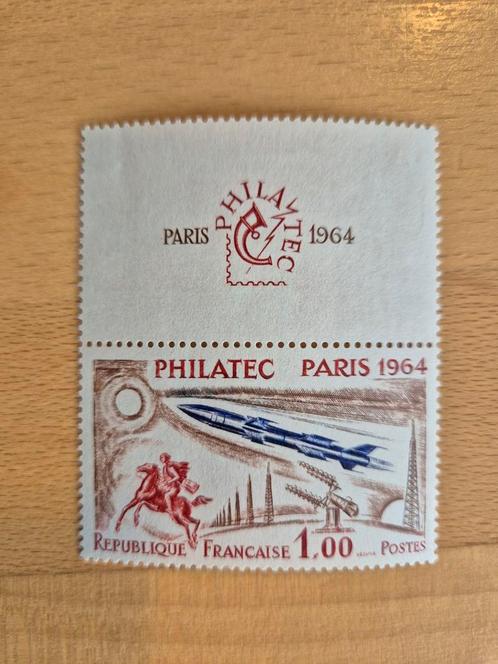 PHILATEC
PARIS 1964
PHILATEC PARIS 1964
REPUBLIQUE FRANCAISE 1,00 POSTES